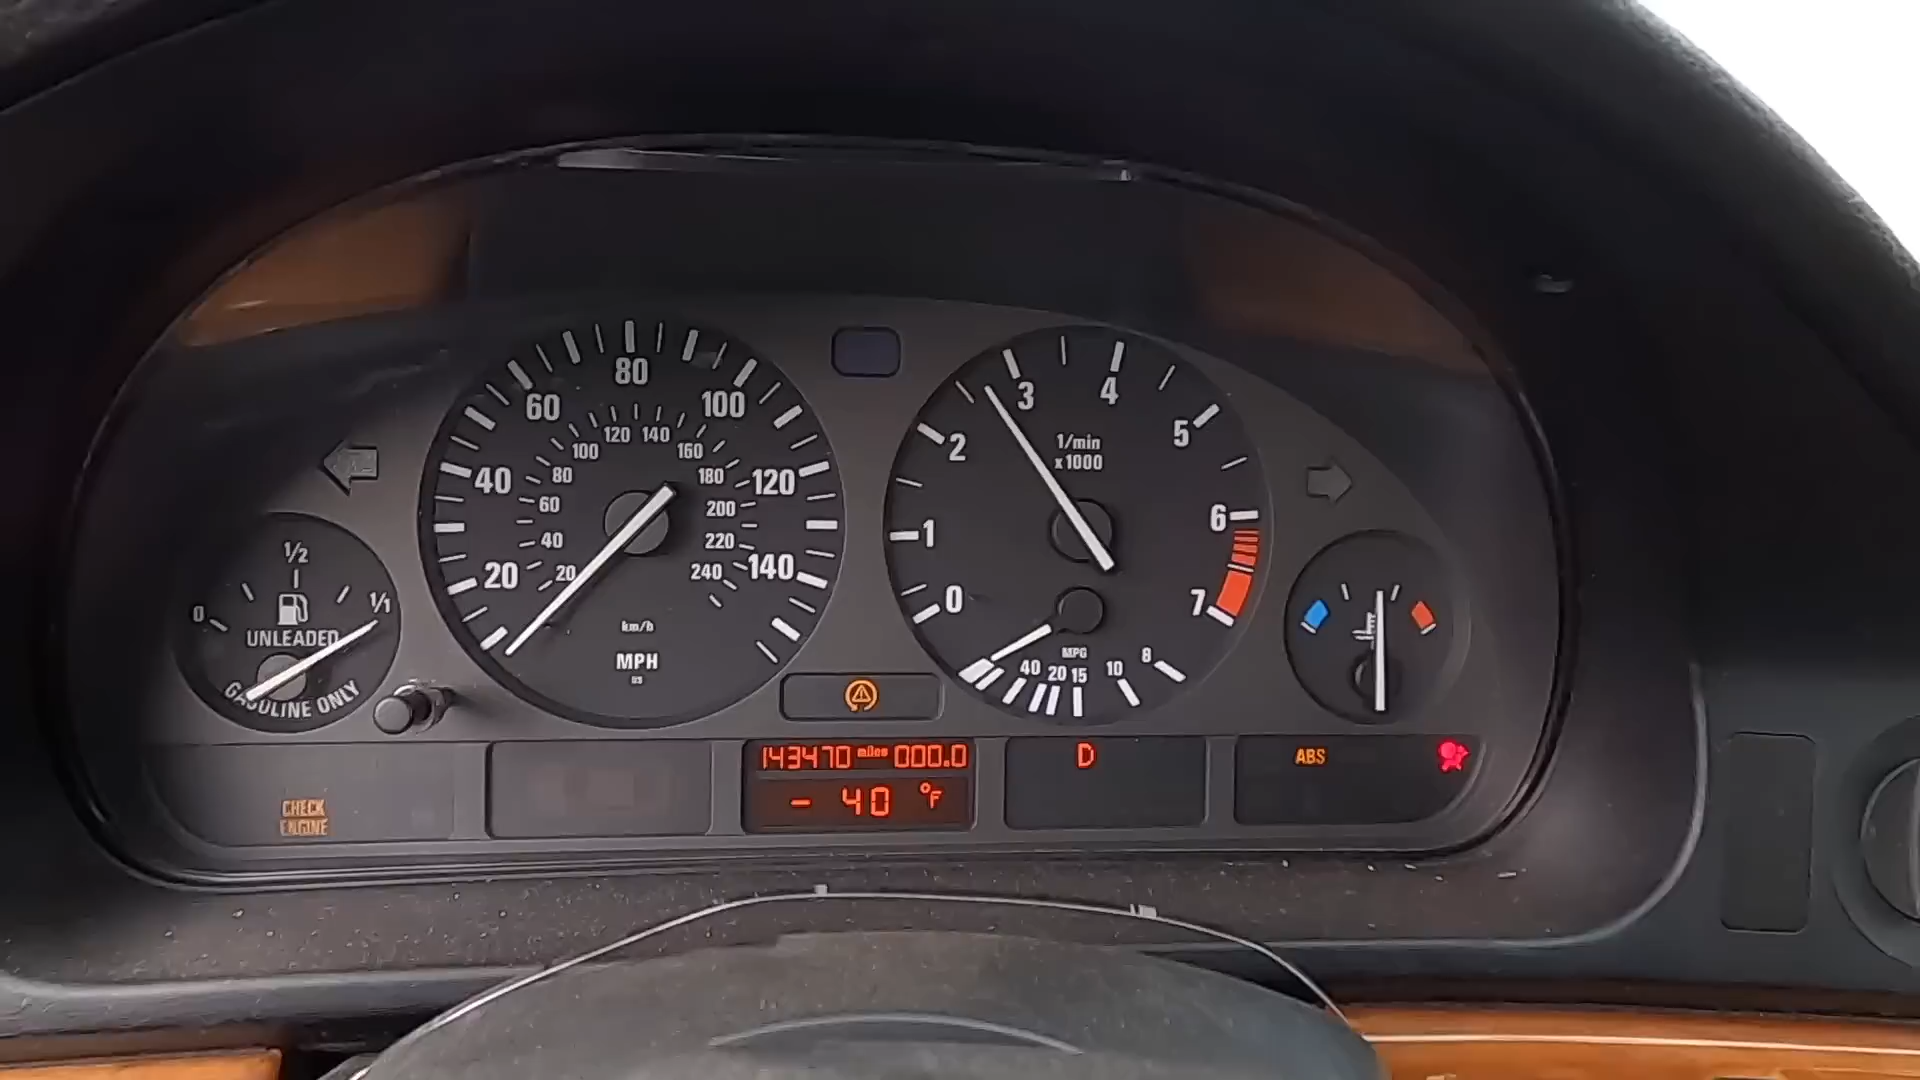 80
60
100
120 140
100
160
40
80
180
120
60
200
40
220
20
20
240
140
km/h
MPH
US
3
4
2
1/min
x1000
5
1
6
0
7
MPG
40 20 15 10 8
1/2
0
1/1
UNLEADED
GASOLINE ONLY
143470 miles 000.0
- 40 °F
D
ABS
CHECK
ENGINE